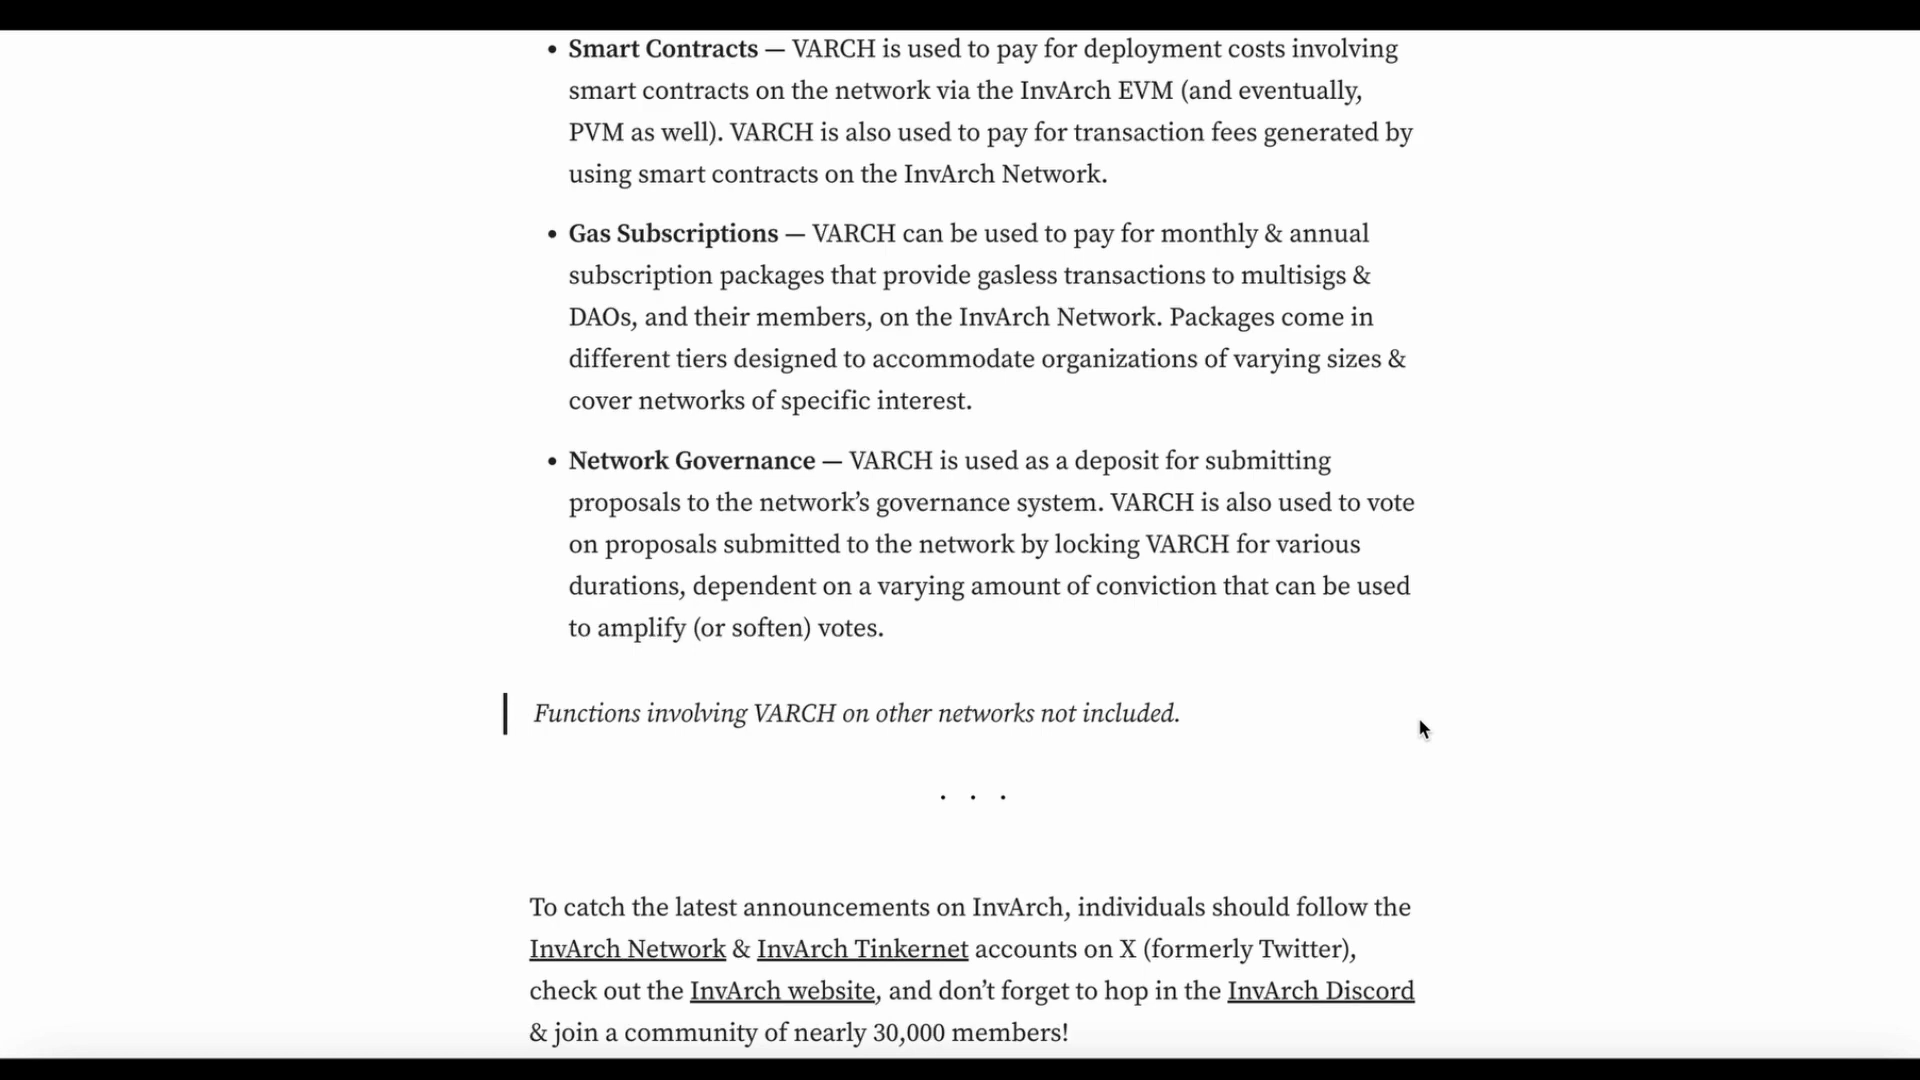 • Smart Contracts — VARCH is used to pay for deployment costs involving
smart contracts on the network via the InvArch EVM (and eventually,
PVM as well). VARCH is also used to pay for transaction fees generated by
using smart contracts on the InvArch Network.
• Gas Subscriptions — VARCH can be used to pay for monthly & annual
subscription packages that provide gasless transactions to multisigs &
DAOs, and their members, on the InvArch Network. Packages come in
different tiers designed to accommodate organizations of varying sizes &
cover networks of specific interest.
• Network Governance — VARCH is used as a deposit for submitting
proposals to the network’s governance system. VARCH is also used to vote
on proposals submitted to the network by locking VARCH for various
durations, dependent on a varying amount of conviction that can be used
to amplify (or soften) votes.
Functions involving VARCH on other networks not included.
. . .
To catch the latest announcements on InvArch, individuals should follow the
InvArch Network & InvArch Tinkernet accounts on X (formerly Twitter),
check out the InvArch website, and don’t forget to hop in the InvArch Discord
& join a community of nearly 30,000 members!